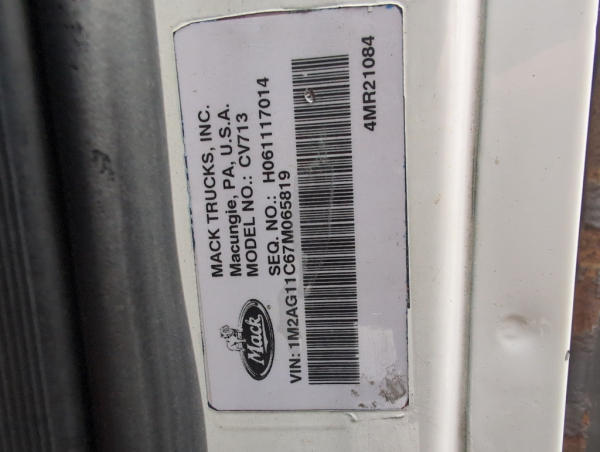 MACK TRUCKS, INC.
Macungie, PA, U.S.A.
MODEL NO.: CV713
SEQ. NO.: H061117014
Mack
VIN: 1M2AG11C67M065819
4MR21084